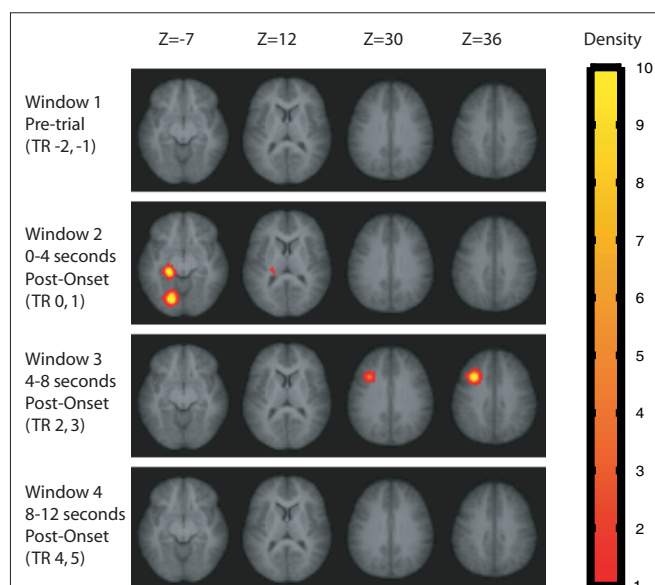 Z=-7 Z=12 Z=30 Z=36 Density
Window 1
Pre-trial
(TR -2, -1)
Window 2
0-4 seconds
Post-Onset
(TR 0, 1)
Window 3
4-8 seconds
Post-Onset
(TR 2, 3)
Window 4
8-12 seconds
Post-Onset
(TR 4, 5)
10
9
8
7
6
5
4
3
2
1